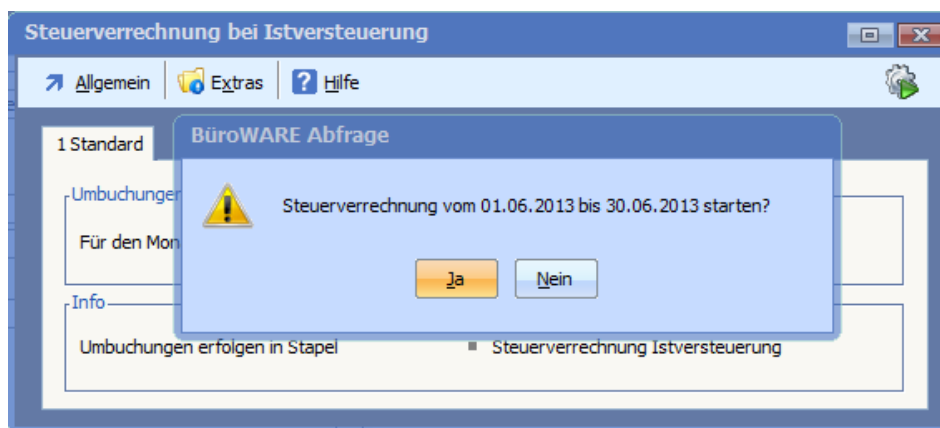 Steuerverrechnung bei Istversteuerung
Allgemein Extras Hilfe
1 Standard
BüroWARE Abfrage
Umbuchungen
Für den Mon
Steuerverrechnung vom 01.06.2013 bis 30.06.2013 starten?
Ja Nein
Info
Umbuchungen erfolgen in Stapel Steuerverrechnung Istversteuerung